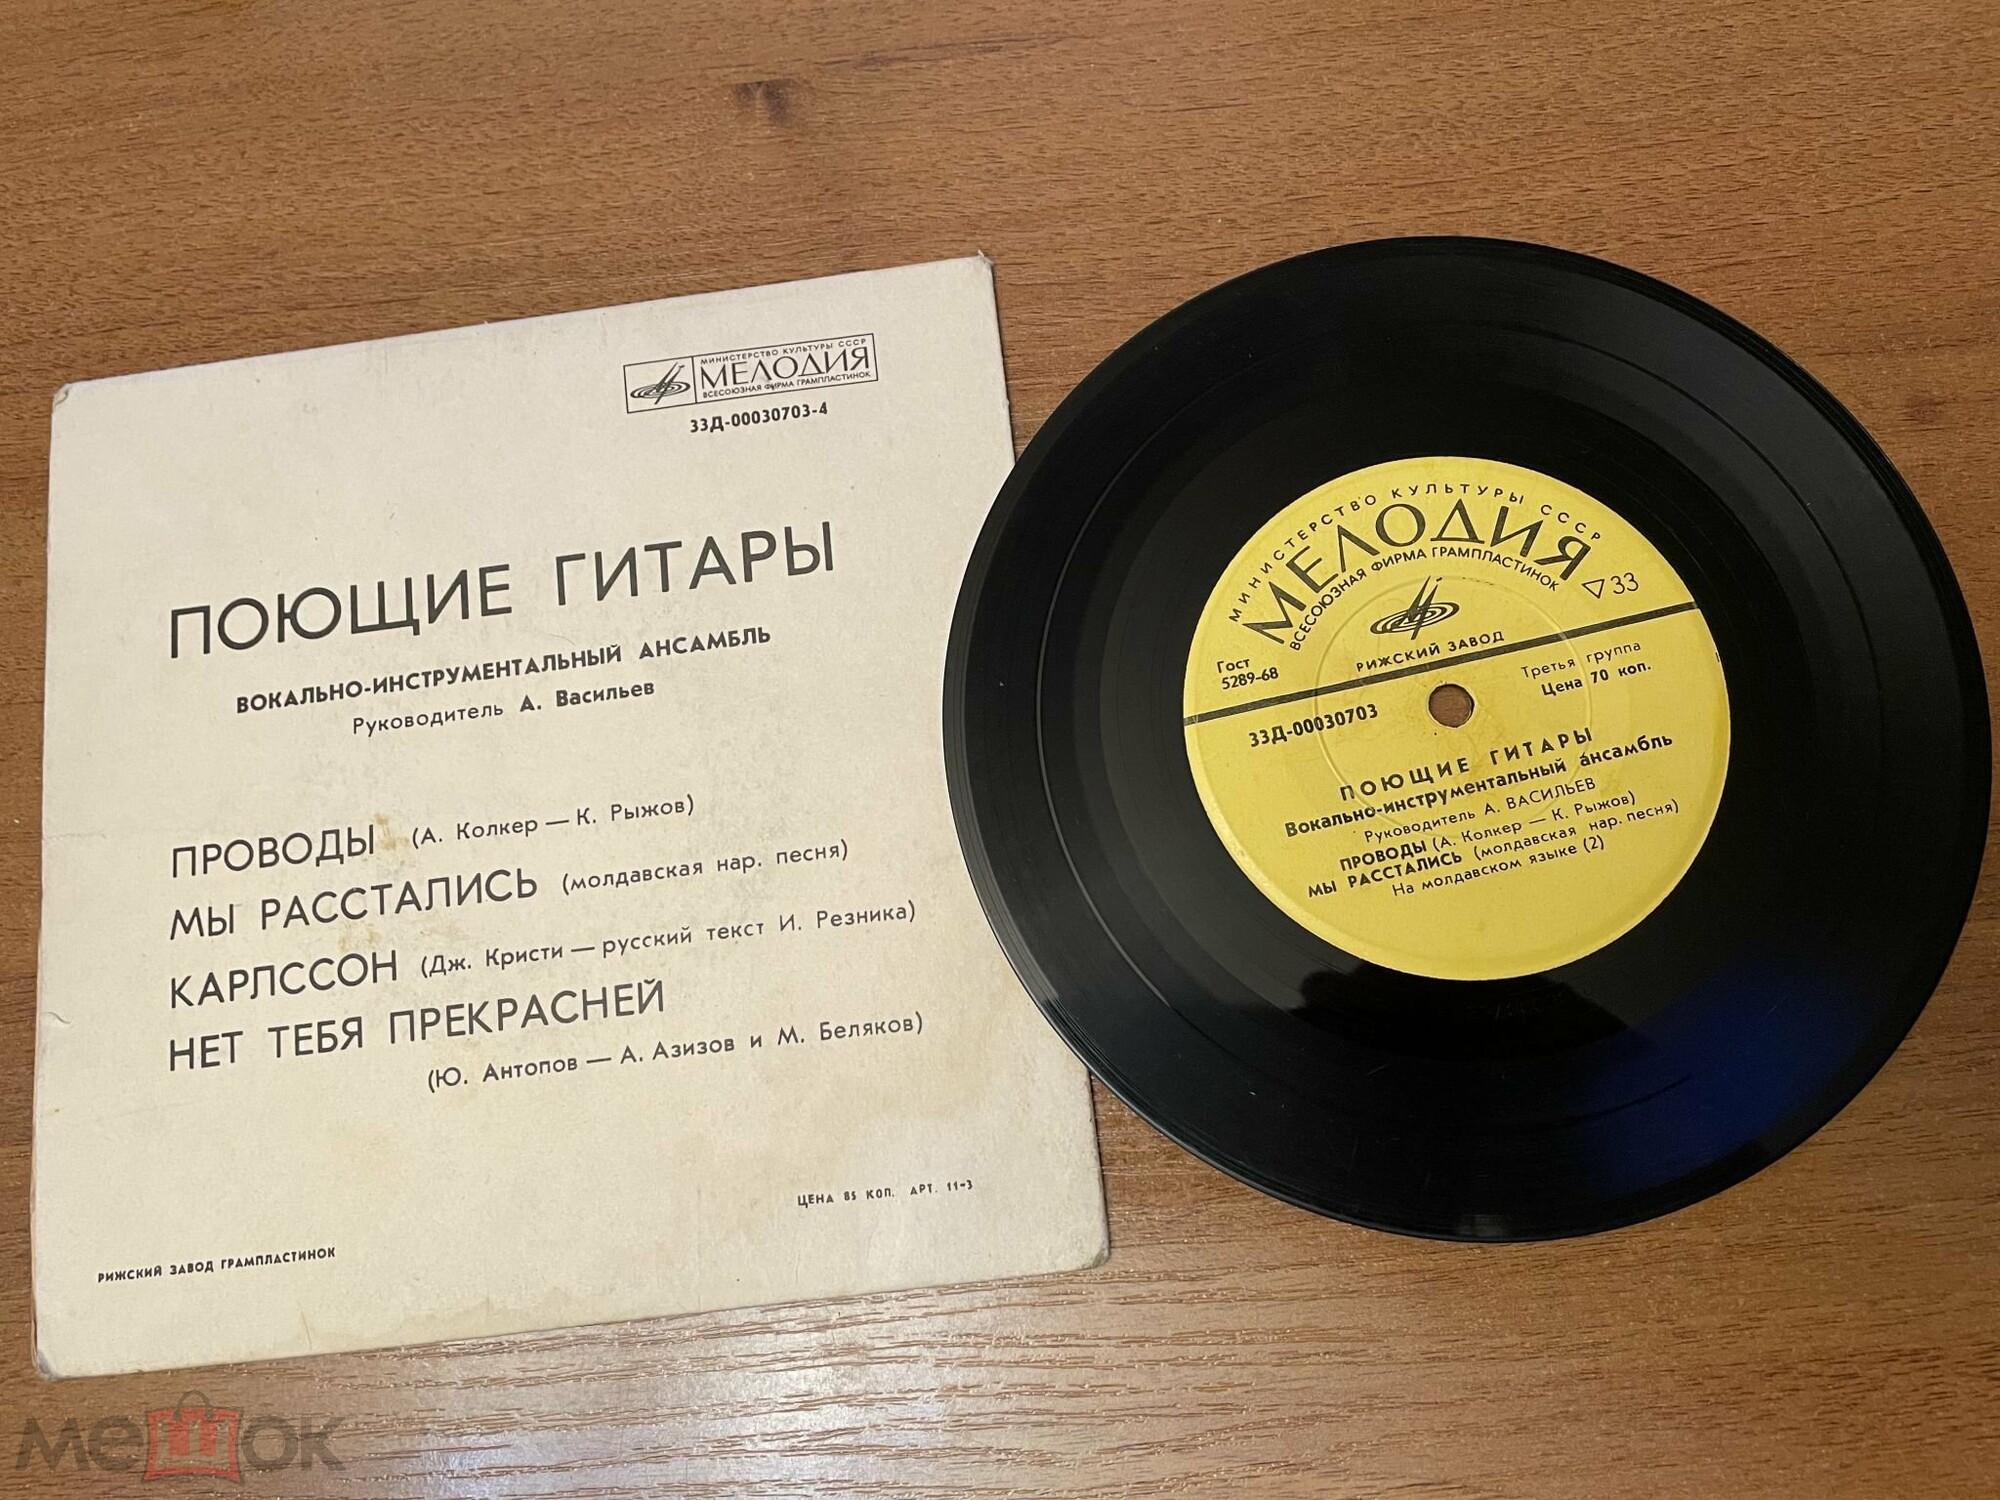 МИНИСТЕРСТВО КУЛЬТУРЫ СССР
МЕЛОДИЯ
ВСЕСОЮЗНАЯ ФИРМА ГРАМПЛАСТИНОК
33Д-00030703-4
ПОЮЩИЕ ГИТАРЫ
ВОКАЛЬНО-ИНСТРУМЕНТАЛЬНЫЙ АНСАМБЛЬ
Руководитель А. Васильев
ПРОВОДЫ (А. Колкер — К. Рыжов)
МЫ РАССТАЛИСЬ (молдавская нар. песня)
КАРЛССОН (Дж. Кристи — русский текст И. Резника)
НЕТ ТЕБЯ ПРЕКРАСНЕЙ
(Ю. Антопов — А. Азизов и М. Беляков)
ЦЕНА 85 КОП. АРТ. 11-3
РИЖСКИЙ ЗАВОД ГРАМПЛАСТИНОК
МИНИСТЕРСТВО КУЛЬТУРЫ СССР
МЕЛОДИЯ
ВСЕСОЮЗНАЯ ФИРМА ГРАМПЛАСТИНОК
▽33
РИЖСКИЙ ЗАВОД
Гост
5289-68
Третья группа
Цена 70 коп.
33Д-00030703
ПОЮЩИЕ ГИТАРЫ
Вокально-инструментальный а́нсамбль
Руководитель А. ВАСИЛЬЕВ
ПРОВОДЫ (А. Колкер — К. Рыжов)
МЫ РАССТАЛИСЬ (молдавская нар. песня)
На молдавском языке (2)
мешок